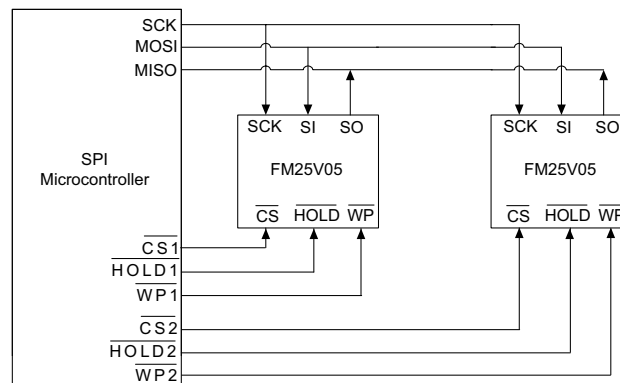 SCK
MOSI
MISO
SPI
Microcontroller
SCK SI SO
FM25V05
CS HOLD WP
SCK SI SO
FM25V05
CS HOLD WP
CS1
HOLD1
WP1
CS2
HOLD2
WP2